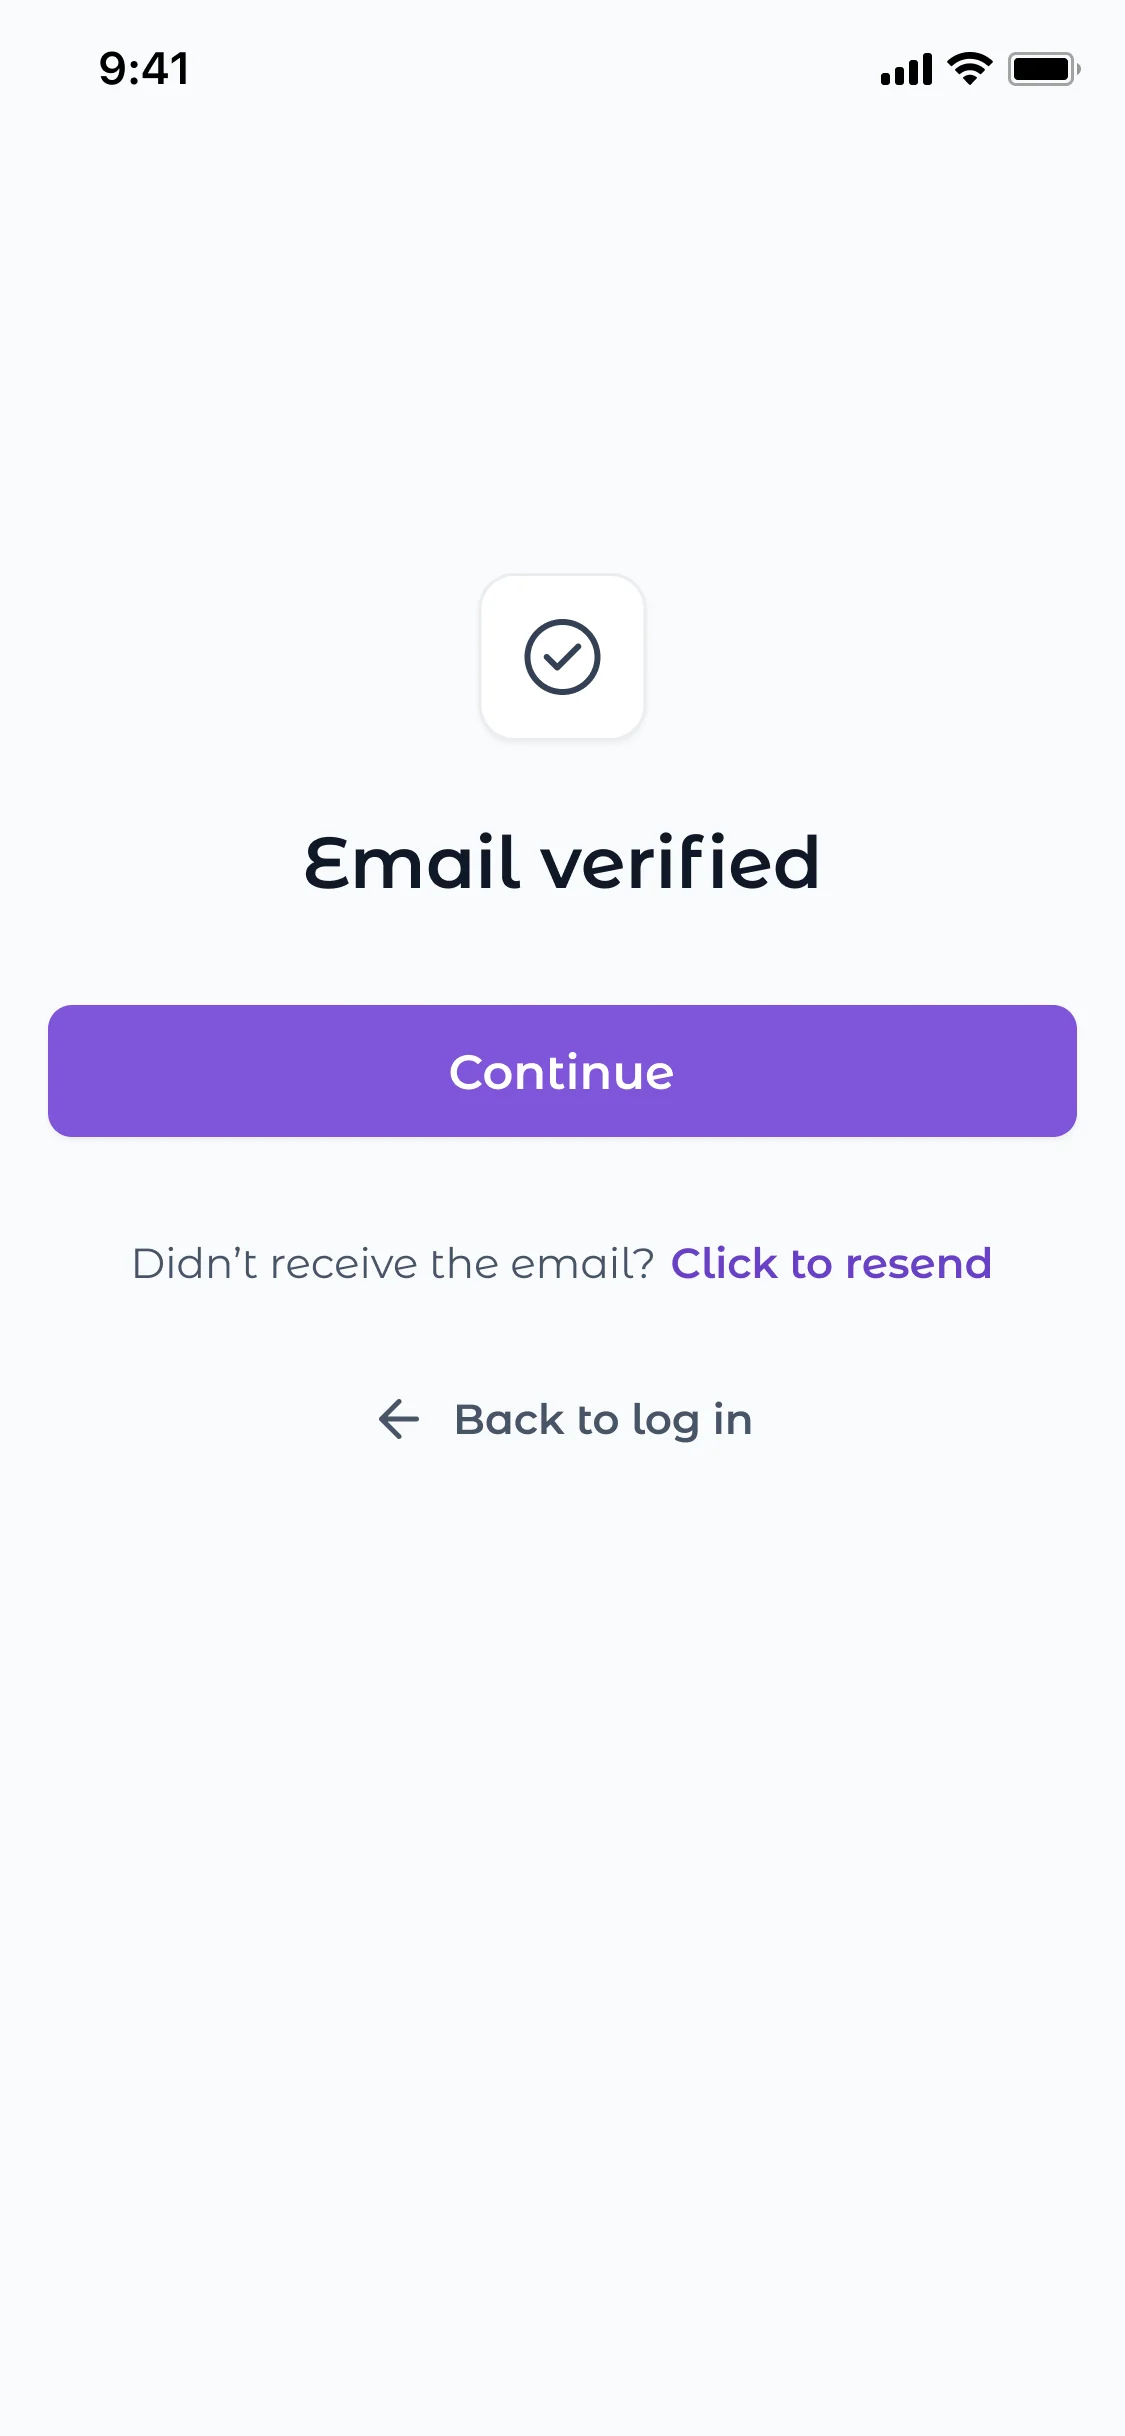 9:41
Email verified
Continue
Didn’t receive the email? Click to resend
Back to log in